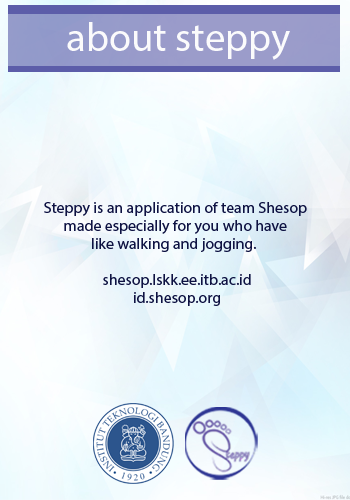 about steppy
Steppy is an application of team Shesop
made especially for you who have
like walking and jogging.
shesop.lskk.ee.itb.ac.id
id.shesop.org
INSTITUT TEKNOLOGI BANDUNG
1920
steppy